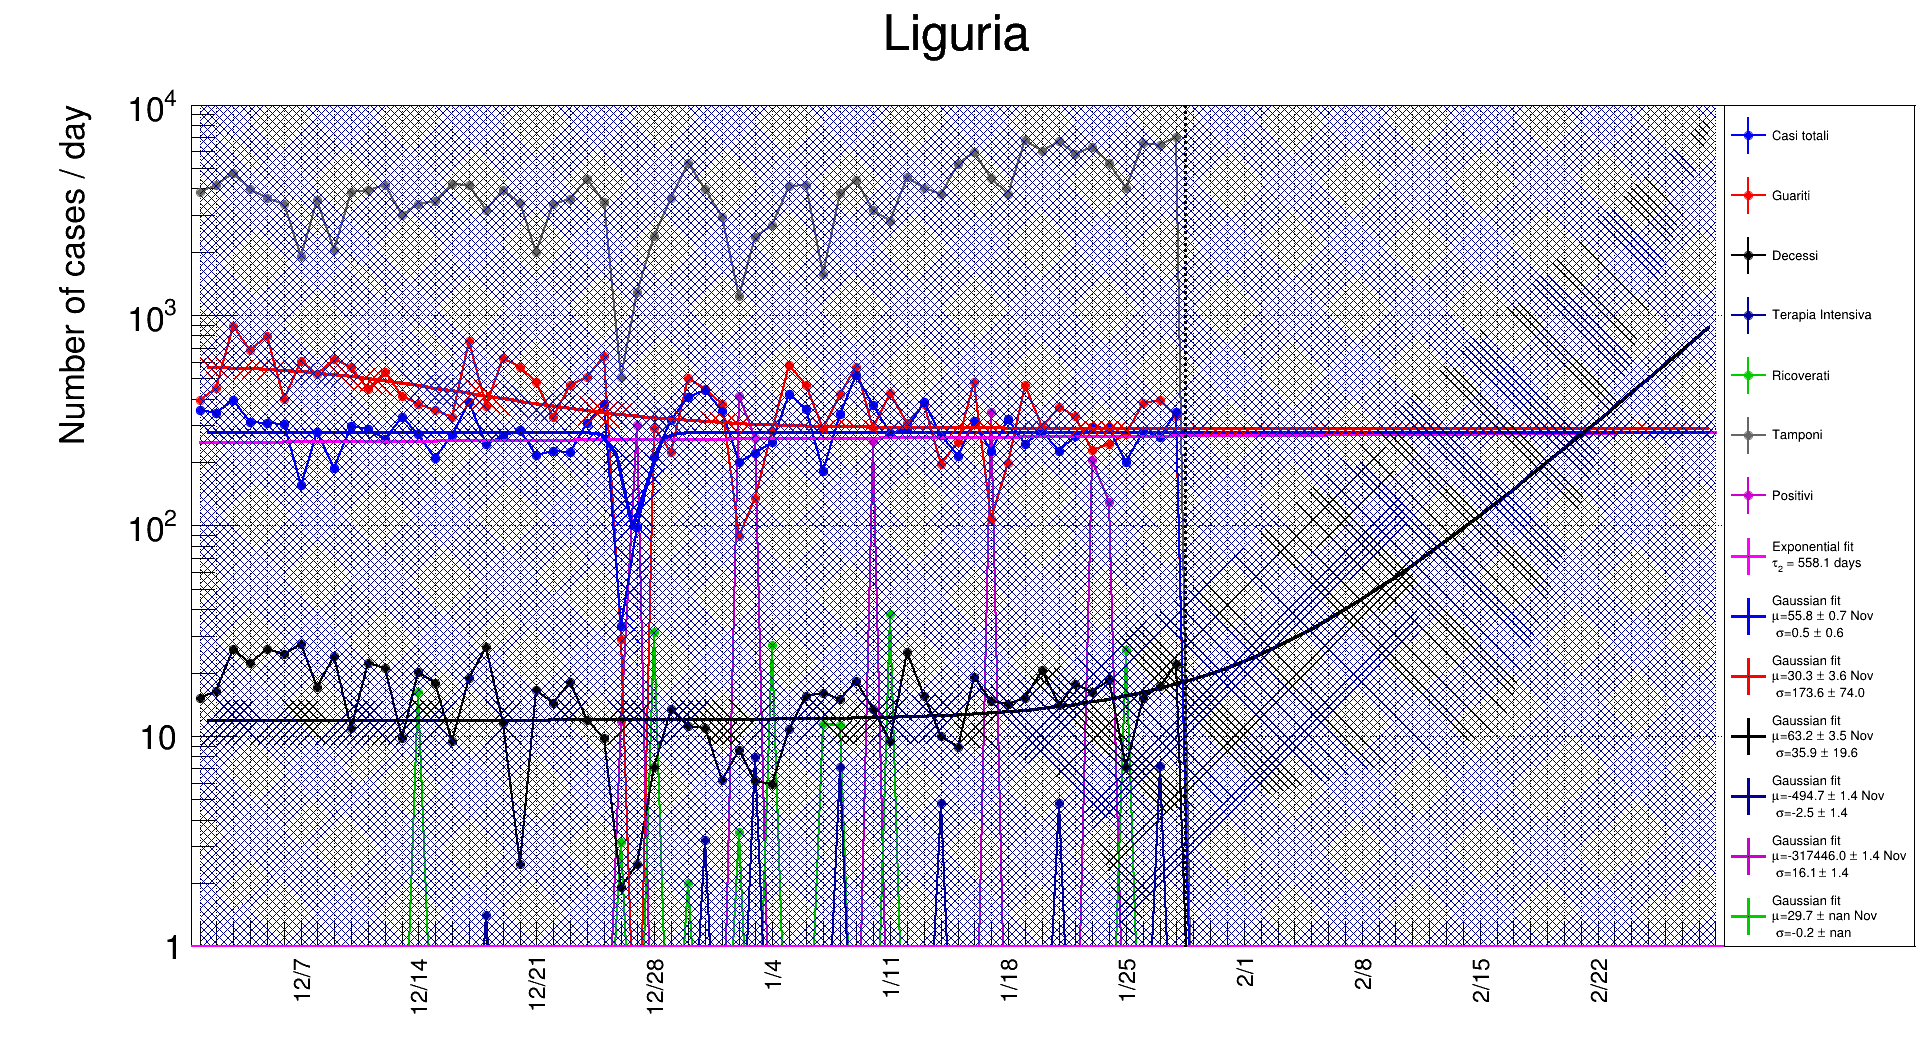 Liguria
Number of cases / day
10^4
10^3
10^2
10
1
12/7
12/14
12/21
12/28
1/4
1/11
1/18
1/25
2/1
2/8
2/15
2/22
Casi totali
Guariti
Decessi
Terapia Intensiva
Ricoverati
Tamponi
Positivi
Exponential fit
τ₂ = 558.1 days
Gaussian fit
μ=55.8 ± 0.7 Nov
σ=0.5 ± 0.6
Gaussian fit
μ=30.3 ± 3.6 Nov
σ=173.6 ± 74.0
Gaussian fit
μ=63.2 ± 3.5 Nov
σ=35.9 ± 19.6
Gaussian fit
μ=-494.7 ± 1.4 Nov
σ=-2.5 ± 1.4
Gaussian fit
μ=-317446.0 ± 1.4 Nov
σ=16.1 ± 1.4
Gaussian fit
μ=29.7 ± nan Nov
σ=-0.2 ± nan